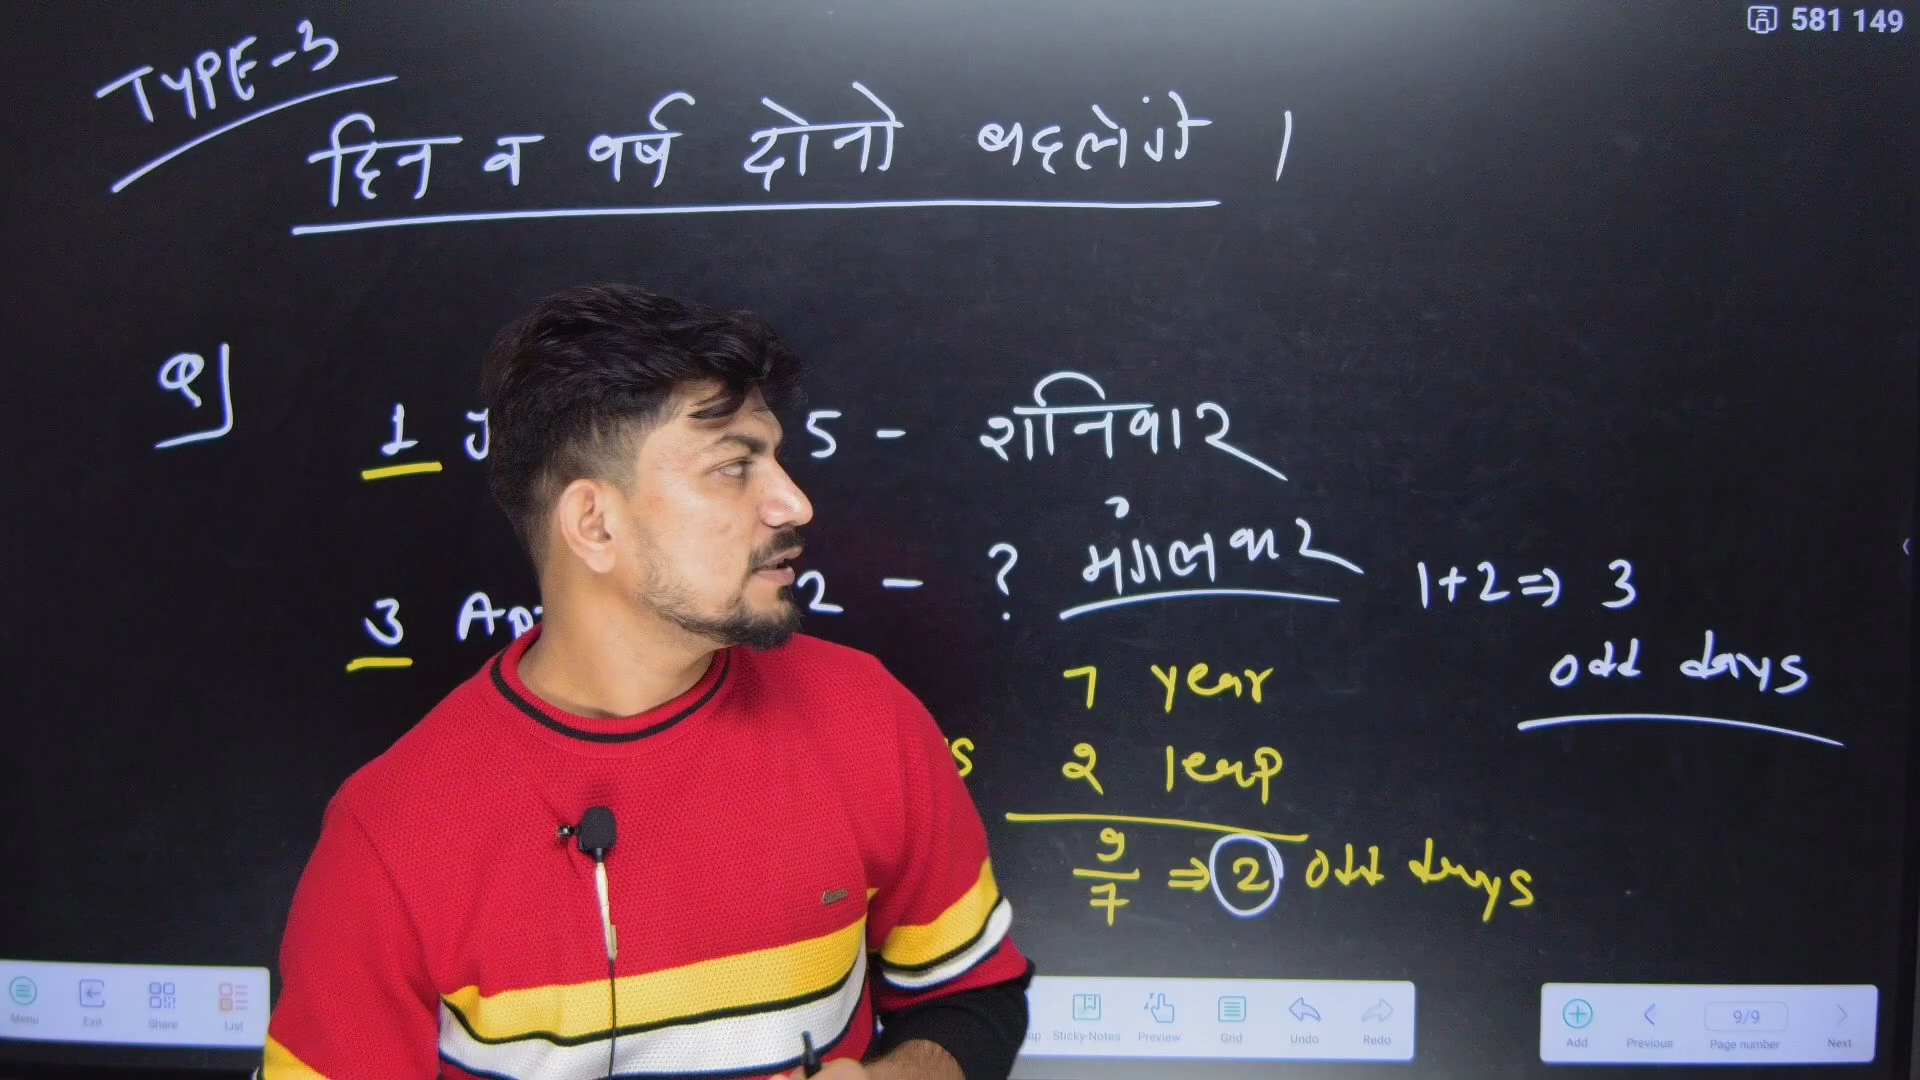 581 149
TYPE-3
दिन व वर्ष दोनो बदलेंगे ।
Q]
1 J 5 - शनिवार
3 Ap 2 - ? मंगलवार 1+2 ⇒ 3
odd days
7 year
s 2 leap
9/7 ⇒ 2 odd days
Menu Exit Share List Sticky-Notes Preview Grid Undo Redo Add Previous 9/9 Page number Next